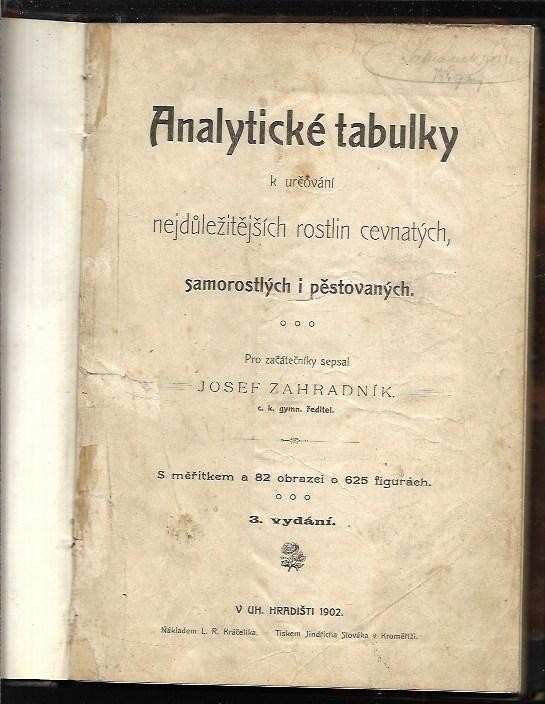 Analytické tabulky
k určování
nejdůležitějších rostlin cevnatých,
samorostlých i pěstovaných.
Pro začátečníky sepsal
JOSEF ZAHRADNÍK.
c. k. gymn. ředitel.
S měřítkem a 82 obrazci o 625 figurách.
3. vydání.
V UH. HRADIŠTI 1902.
Nákladem L. R. Kráčelíka. Tiskem Jindřicha Slováka v Kroměříži.